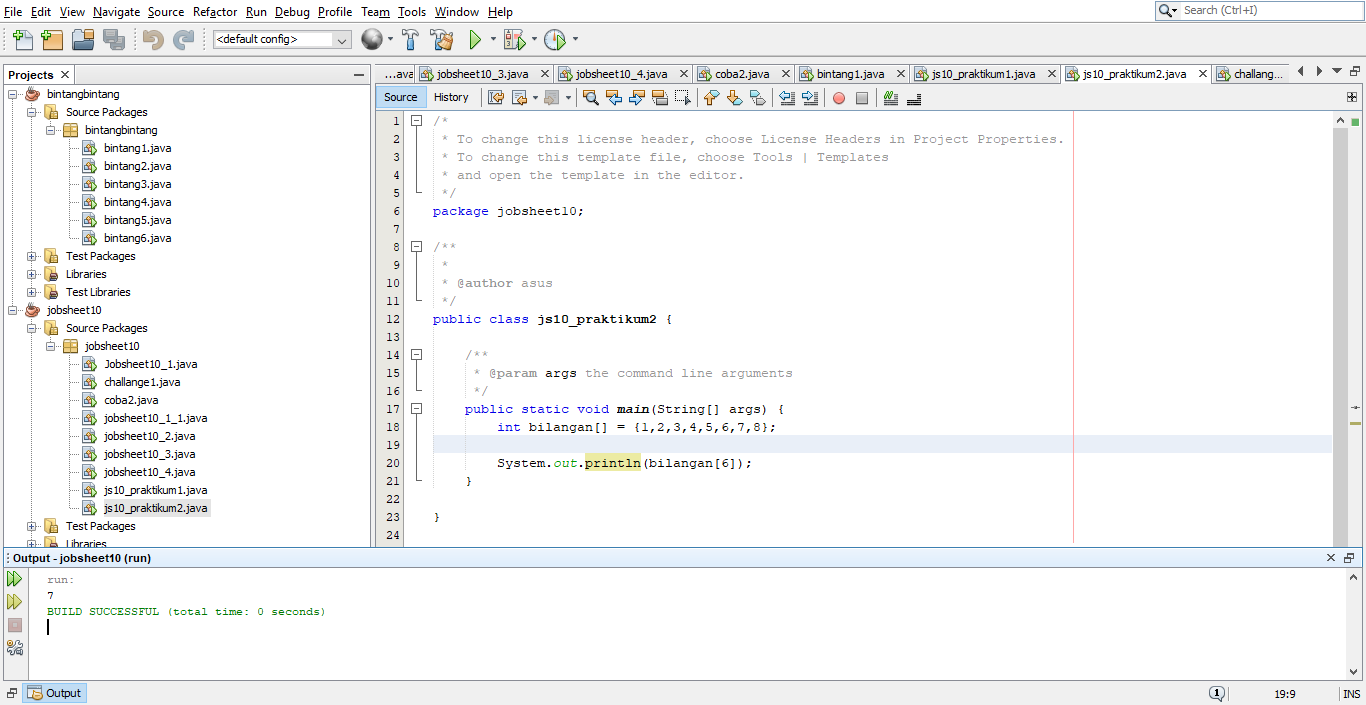 File Edit View Navigate Source Refactor Run Debug Profile Team Tools Window Help
Search (Ctrl+I)
<default config>
Projects
...ava jobsheet10_3.java jobsheet10_4.java coba2.java bintang1.java js10_praktikum1.java js10_praktikum2.java challang...
Source History
bintangbintang
Source Packages
bintangbintang
bintang1.java
bintang2.java
bintang3.java
bintang4.java
bintang5.java
bintang6.java
Test Packages
Libraries
Test Libraries
jobsheet10
Source Packages
jobsheet10
Jobsheet10_1.java
challange1.java
coba2.java
jobsheet10_1_1.java
jobsheet10_2.java
jobsheet10_3.java
jobsheet10_4.java
js10_praktikum1.java
js10_praktikum2.java
Test Packages
Libraries
1 /*
2 * To change this license header, choose License Headers in Project Properties.
3 * To change this template file, choose Tools | Templates
4 * and open the template in the editor.
5 */
6 package jobsheet10;
7
8 /**
9 *
10 * @author asus
11 */
12 public class js10_praktikum2 {
13
14 /**
15 * @param args the command line arguments
16 */
17 public static void main(String[] args) {
18 int bilangan[] = {1,2,3,4,5,6,7,8};
19
20 System.out.println(bilangan[6]);
21 }
22
23 }
24
Output - jobsheet10 (run)
run:
7
BUILD SUCCESSFUL (total time: 0 seconds)
Output
1 19:9 INS